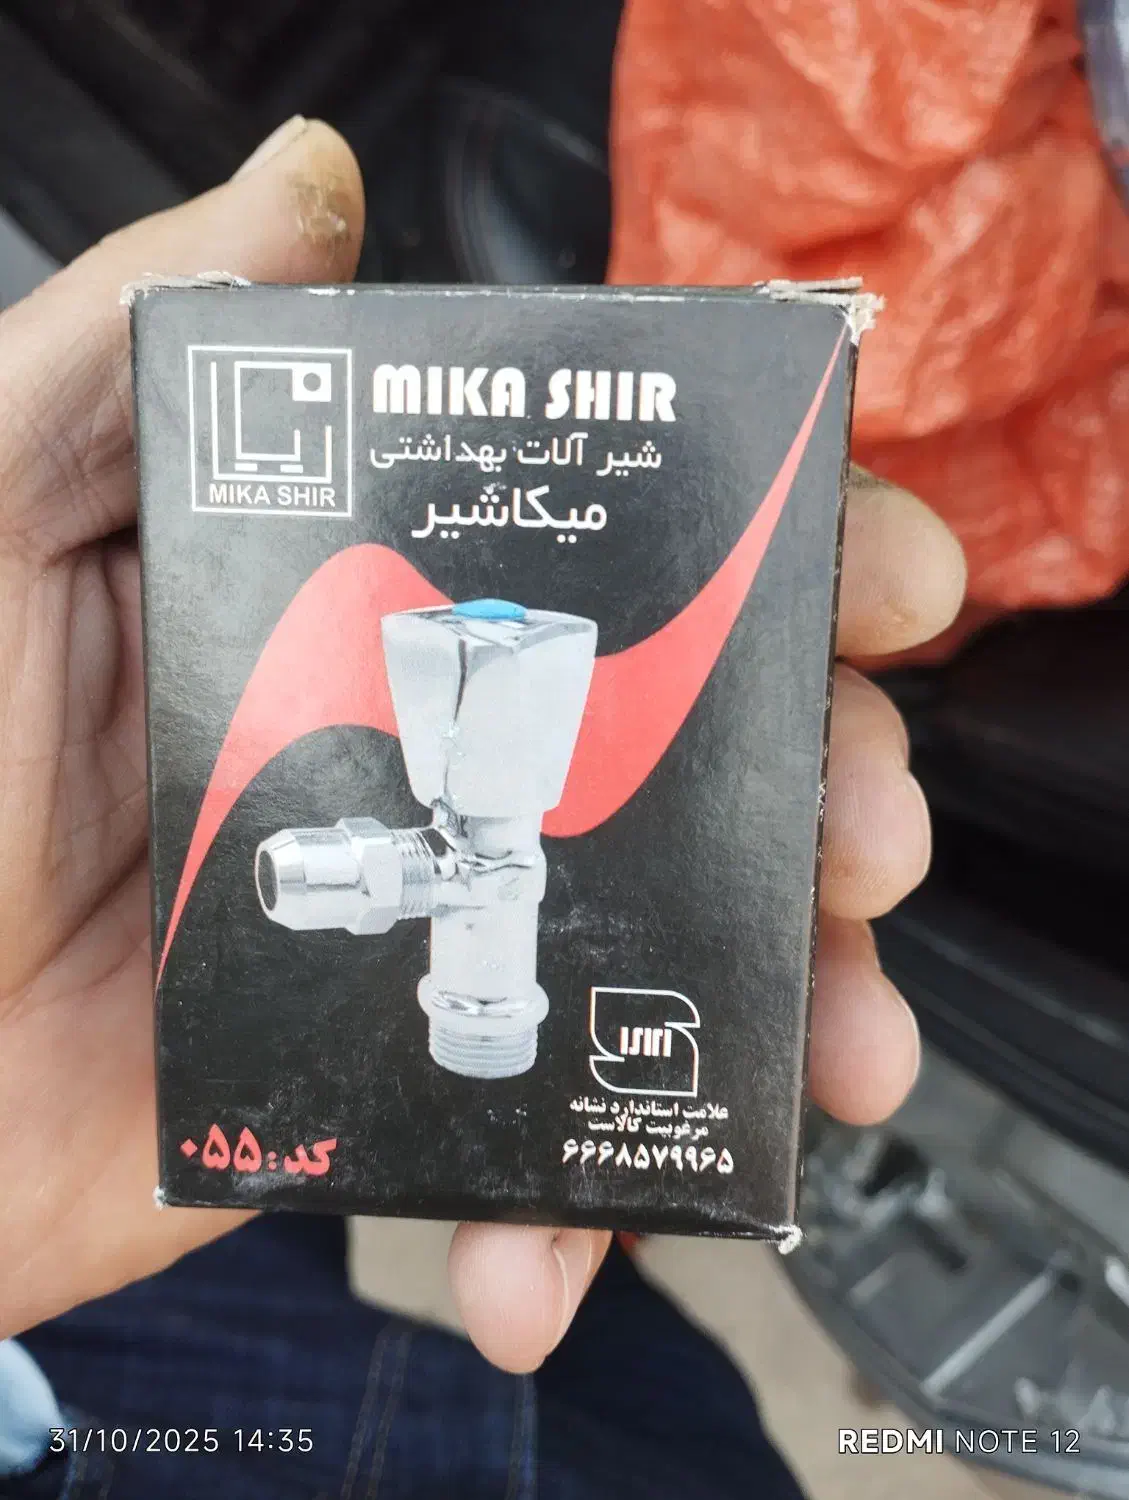 MIKA SHIR
MIKA SHIR
شیر آلات بهداشتی
میکاشیر
ISIRI
علامت استاندارد نشانه
مرغوبیت کالاست
۶۶۶۸۵۷۹۹۶۵
کد: ۰۵۵
31/10/2025 14:35
REDMI NOTE 12